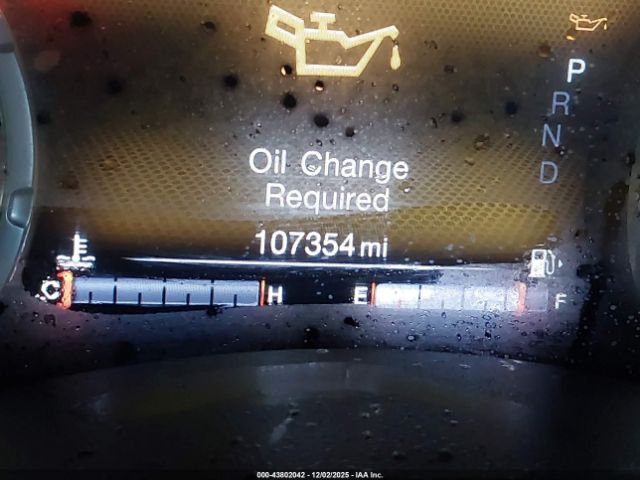 P
R
N
D
Oil Change
Required
107354 mi
C H E F
000-43802042 - 12/02/2025 - IAA Inc.